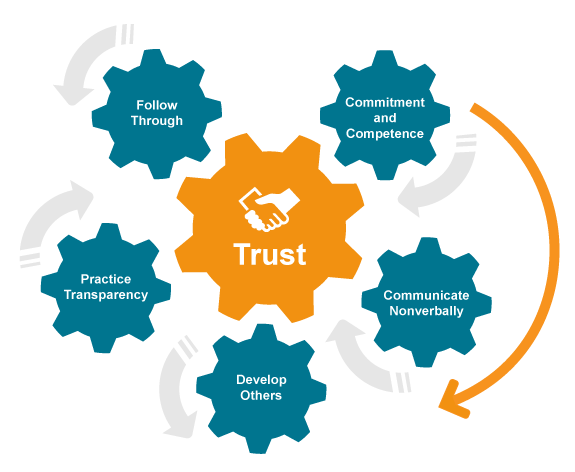 Follow
Through
Commitment
and
Competence
Trust
Practice
Transparency
Communicate
Nonverbally
Develop
Others